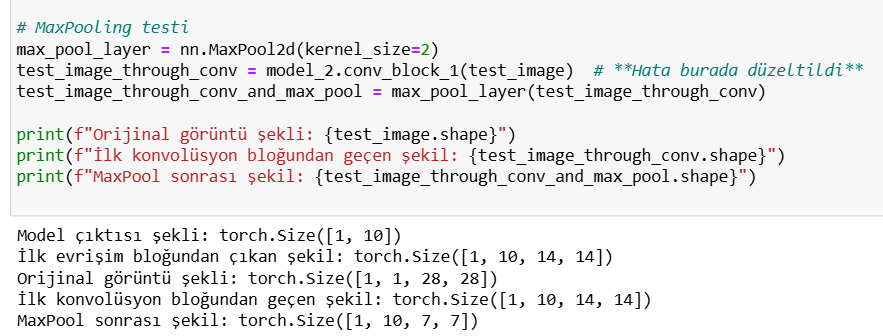 # MaxPooling testi
max_pool_layer = nn.MaxPool2d(kernel_size=2)
test_image_through_conv = model_2.conv_block_1(test_image)  # **Hata burada düzeltildi**
test_image_through_conv_and_max_pool = max_pool_layer(test_image_through_conv)
print(f"Orijinal görüntü şekli: {test_image.shape}")
print(f"İlk konvolüsyon bloğundan geçen şekil: {test_image_through_conv.shape}")
print(f"MaxPool sonrası şekil: {test_image_through_conv_and_max_pool.shape}")
Model çıktısı şekli: torch.Size([1, 10])
İlk evrişim bloğundan çıkan şekil: torch.Size([1, 10, 14, 14])
Orijinal görüntü şekli: torch.Size([1, 1, 28, 28])
İlk konvolüsyon bloğundan geçen şekil: torch.Size([1, 10, 14, 14])
MaxPool sonrası şekil: torch.Size([1, 10, 7, 7])